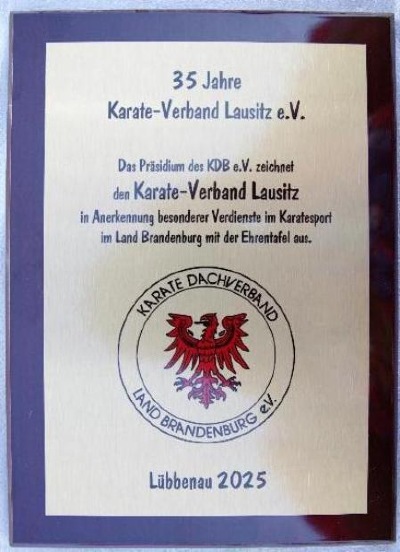 35 Jahre
Karate-Verband Lausitz e.V.
Das Präsidium des KDB e.V. zeichnet
den Karate-Verband Lausitz
in Anerkennung besonderer Verdienste im Karatesport
im Land Brandenburg mit der Ehrentafel aus.
KARATE DACHVERBAND
LAND BRANDENBURG e.V.
Lübbenau 2025